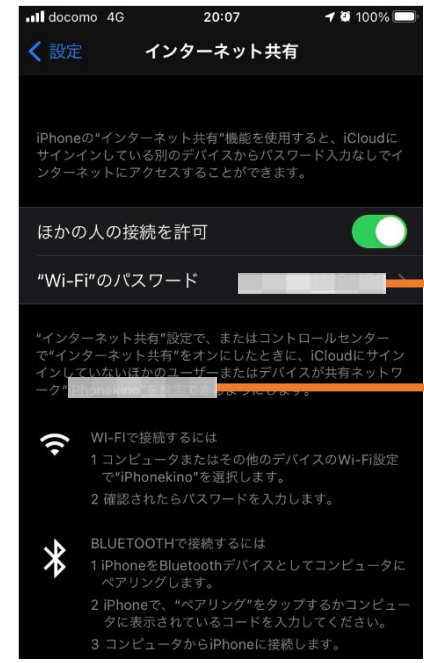 docomo 4G 20:07 100%
設定 インターネット共有
iPhoneの"インターネット共有"機能を使用すると、iCloudに
サインインしている別のデバイスからパスワード入力なしでイ
ンターネットにアクセスすることができます。
ほかの人の接続を許可
"Wi-Fi"のパスワード
"インターネット共有"設定で、またはコントロールセンター
で"インターネット共有"をオンにしたときに、iCloudにサイン
インしていないほかのユーザーまたはデバイスが共有ネットワ
ーク"
WI-FIで接続するには
1 コンピュータまたはその他のデバイスのWi-Fi設定
で"iPhonekino"を選択します。
2 確認されたらパスワードを入力します。
BLUETOOTHで接続するには
1 iPhoneをBluetoothデバイスとしてコンピュータに
ペアリングします。
2 iPhoneで、"ペアリング"をタップするかコンピュー
タに表示されているコードを入力してください。
3 コンピュータからiPhoneに接続します。